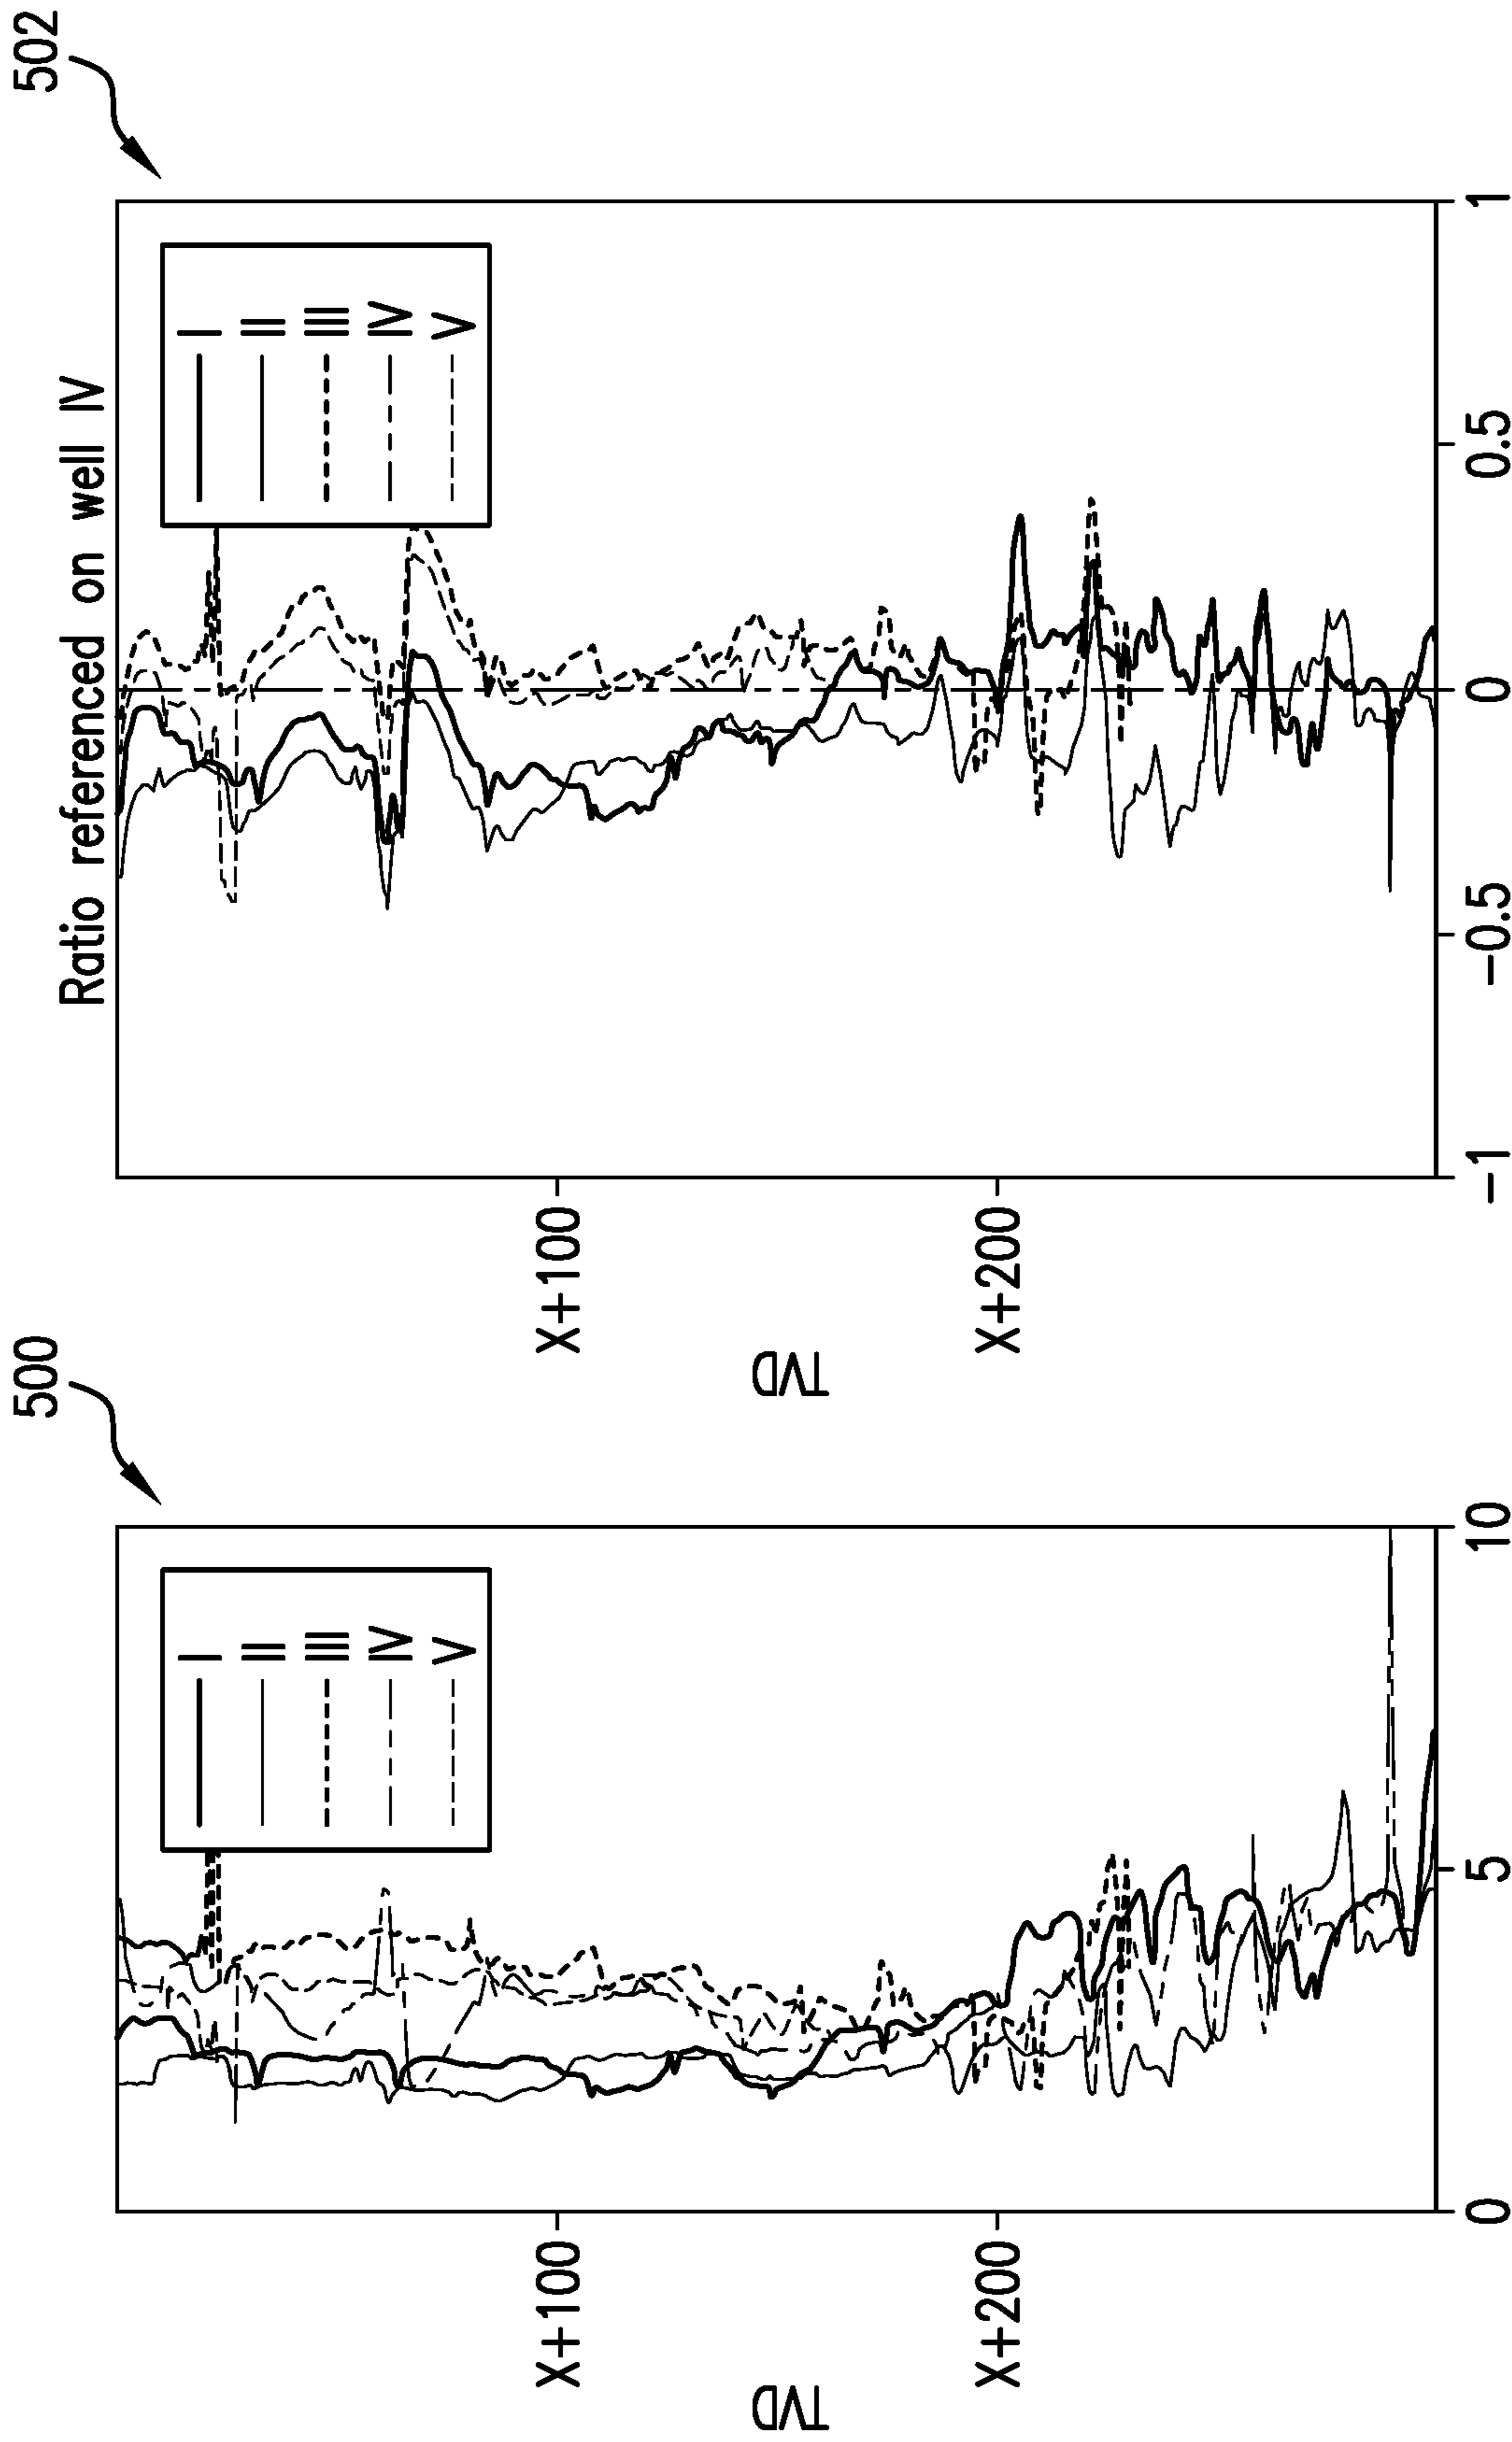 500
I
II
III
IV
V
X+100
X+200
TVD
0
5
10
502
Ratio referenced on well IV
I
II
III
IV
V
X+100
X+200
TVD
-1
-0.5
0
0.5
1